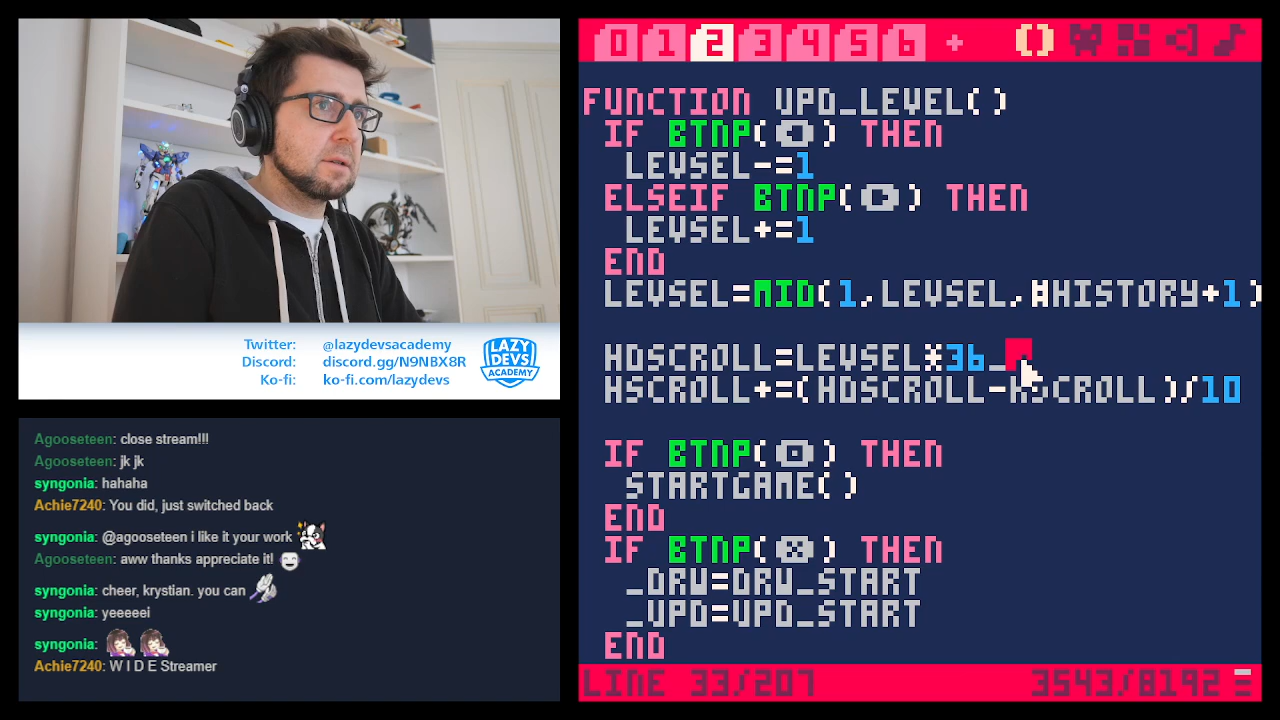 Twitter: @lazydevsacademy
Discord: discord.gg/N9NBX8R
Ko-fi: ko-fi.com/lazydevs
LAZY
DEVS
ACADEMY
Agooseteen: close stream!!!
Agooseteen: jk jk
syngonia: hahaha
Achie7240: You did, just switched back
syngonia: @agooseteen i like it your work
Agooseteen: aww thanks appreciate it!
syngonia: cheer, krystian. you can
syngonia: yeeeeei
syngonia:
Achie7240: W I D E Streamer
0 1 2 3 4 5 6 +
FUNCTION UPD_LEVEL()
IF BTNP(⬅️) THEN
LEVSEL-=1
ELSEIF BTNP(➡️) THEN
LEVSEL+=1
END
LEVSEL=MID(1,LEVSEL,#HISTORY+1)
HDSCROLL=LEVSEL*36_
HSCROLL+=(HDSCROLL-HSCROLL)/10
IF BTNP(🅾️) THEN
STARTGAME()
END
IF BTNP(❎) THEN
_DRW=DRW_START
_UPD=UPD_START
END
LINE 33/207 3543/8192